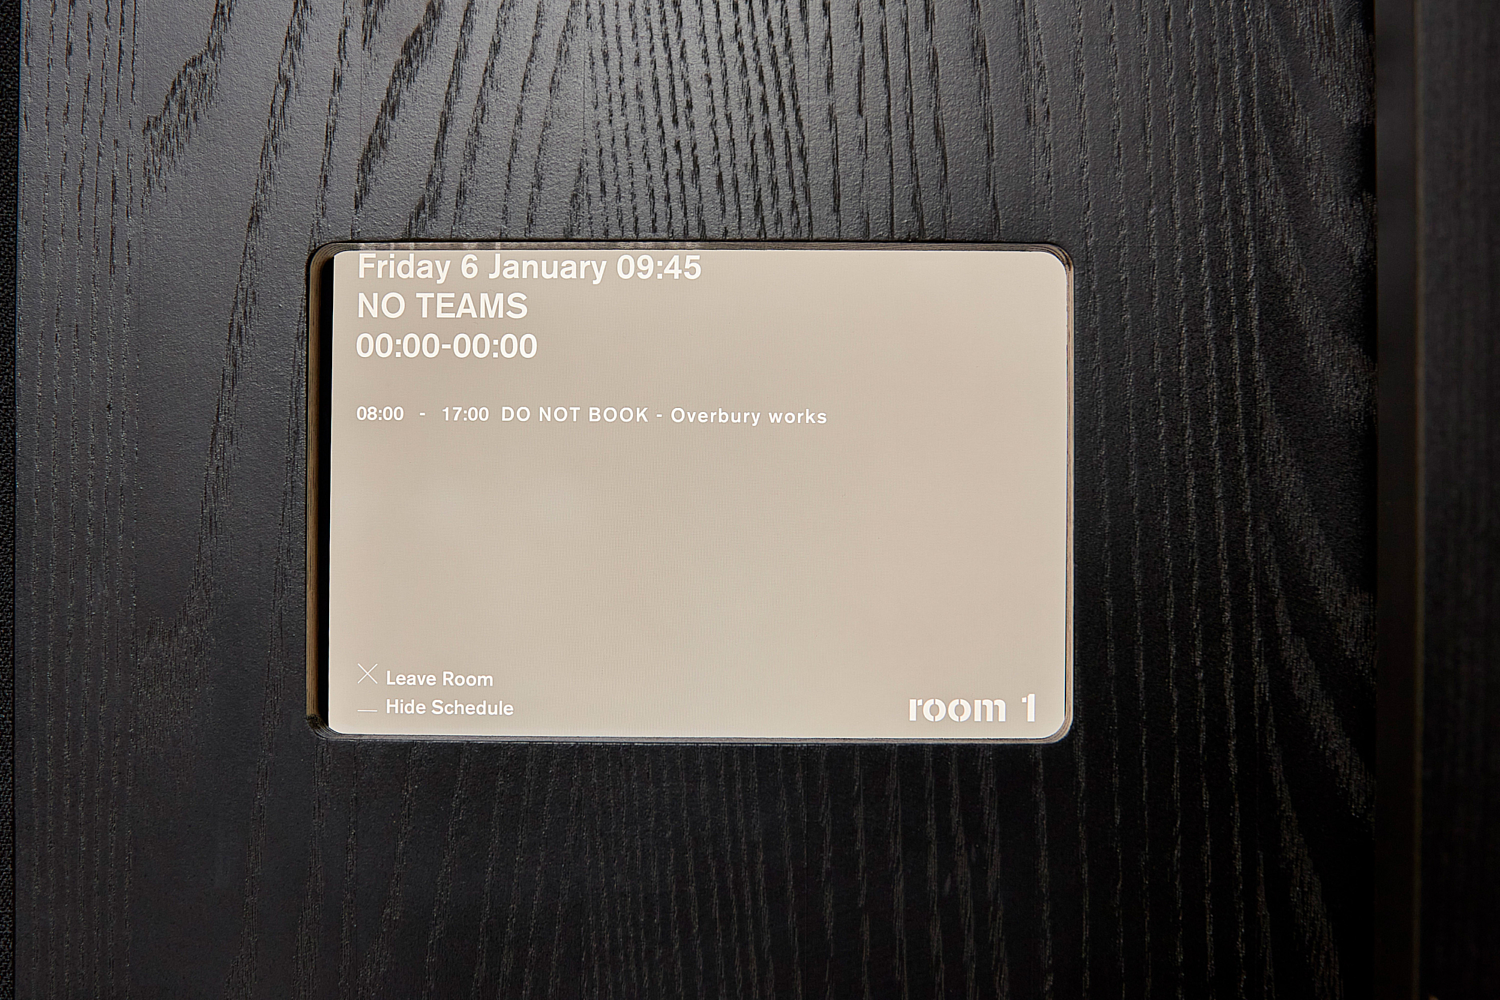 Friday 6 January 09:45
NO TEAMS
00:00-00:00
08:00 - 17:00 DO NOT BOOK - Overbury works
Leave Room
Hide Schedule
room 1